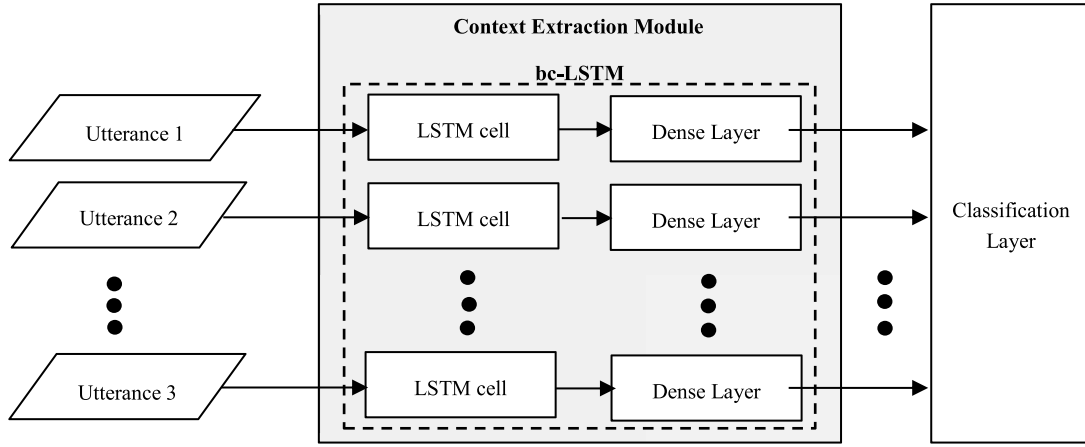 Context Extraction Module
bc-LSTM
Utterance 1
LSTM cell
Dense Layer
Utterance 2
LSTM cell
Dense Layer
Classification
Layer
Utterance 3
LSTM cell
Dense Layer